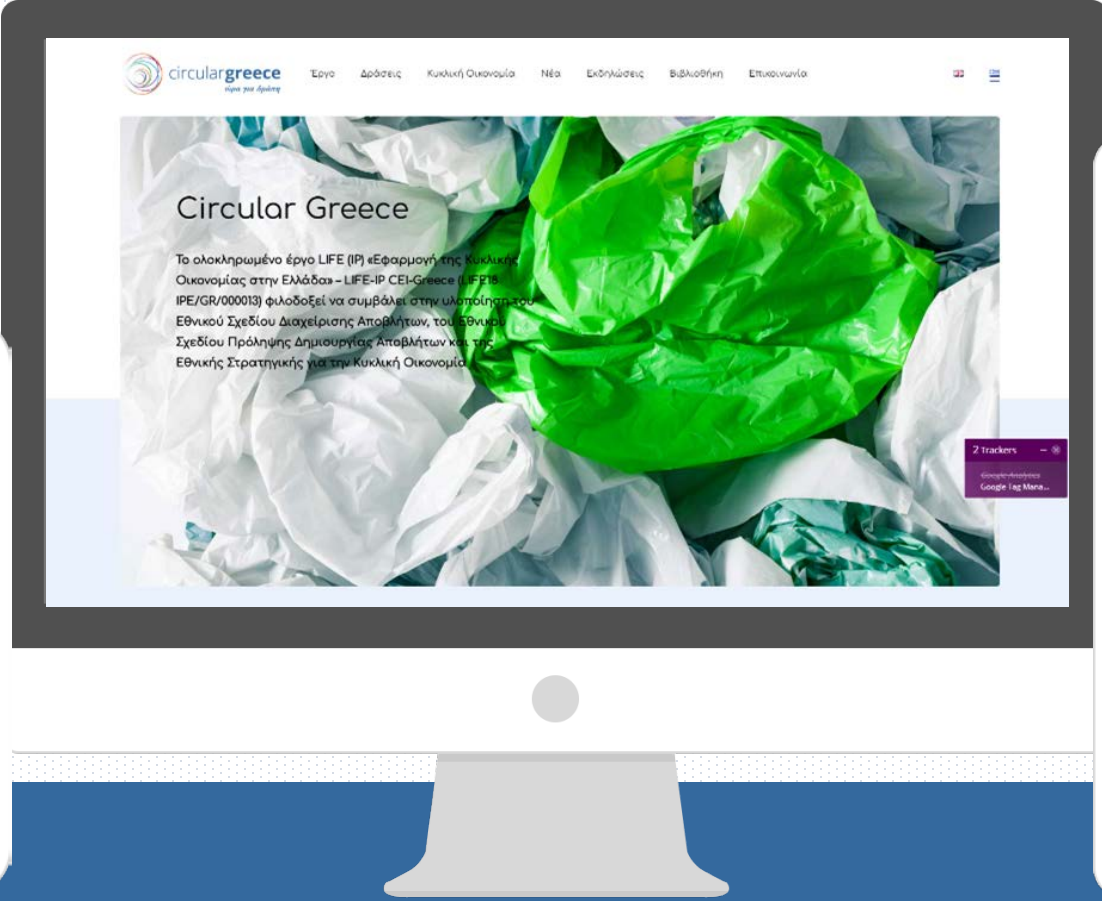 circulargreece
ώρα για δράση
Έργο Δράσεις Κυκλική Οικονομία Νέα Εκδηλώσεις Βιβλιοθήκη Επικοινωνία
Circular Greece
Το ολοκληρωμένο έργο LIFE (IP) «Εφαρμογή της Κυκλικής
Οικονομίας στην Ελλάδα» – LIFE-IP CEI-Greece (LIFE18
IPE/GR/000013) φιλοδοξεί να συμβάλει στην υλοποίηση του
Εθνικού Σχεδίου Διαχείρισης Αποβλήτων, του Εθνικού
Σχεδίου Πρόληψης Δημιουργίας Αποβλήτων και της
Εθνικής Στρατηγικής για την Κυκλική Οικονομία
2 Trackers
Google Analytics
Google Tag Mana...